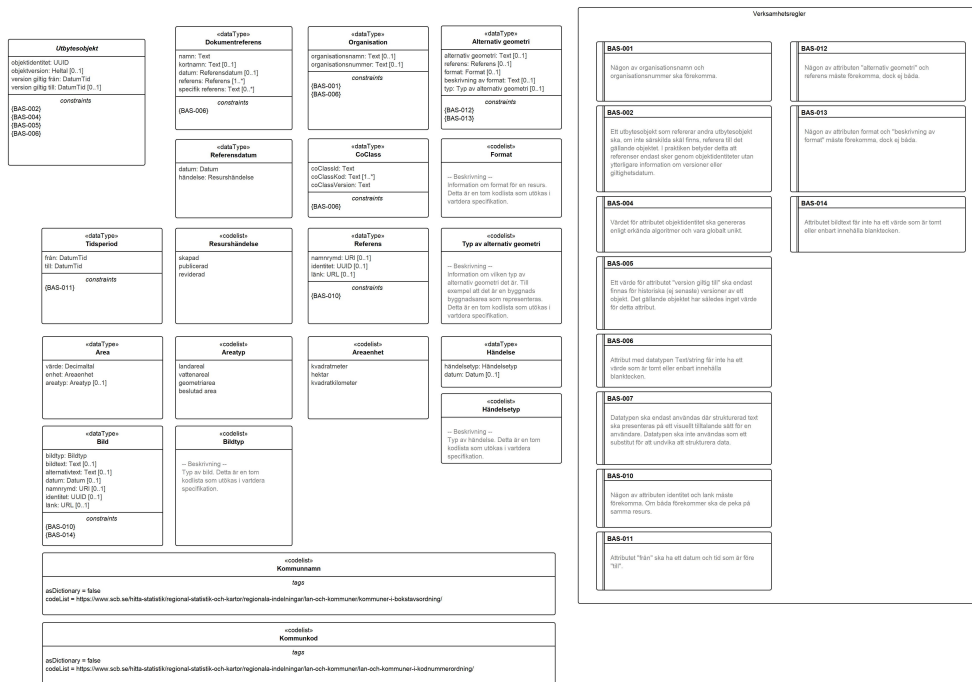 Utbytesobjekt
objektidentitet: UUID
objektversion: Heltal [0..1]
version giltig från: DatumTid
version giltig till: DatumTid [0..1]
constraints
{BAS-002}
{BAS-004}
{BAS-005}
{BAS-006}
«dataType»
Dokumentreferens
namn: Text
kortnamn: Text [0..1]
datum: Referensdatum [0..1]
referens: Referens [1..*]
specifik referens: Text [0..*]
constraints
{BAS-006}
«dataType»
Organisation
organisationsnamn: Text [0..1]
organisationsnummer: Text [0..1]
constraints
{BAS-001}
{BAS-006}
«dataType»
Alternativ geometri
alternativ geometri: Text [0..1]
referens: Referens [0..1]
format: Format [0..1]
beskrivning av format: Text [0..1]
typ: Typ av alternativ geometri [0..1]
constraints
{BAS-012}
{BAS-013}
«dataType»
Referensdatum
datum: Datum
händelse: Resurshändelse
«dataType»
CoClass
coClassId: Text
coClassKod: Text [1..*]
coClassVersion: Text
constraints
{BAS-006}
«codelist»
Format
-- Beskrivning --
Information om format för en resurs.
Detta är en tom kodlista som utökas i
vartdera specifikation.
«dataType»
Tidsperiod
från: DatumTid
till: DatumTid
constraints
{BAS-011}
«codelist»
Resurshändelse
skapad
publicerad
reviderad
«dataType»
Referens
namnrymd: URI [0..1]
identitet: UUID [0..1]
länk: URL [0..1]
constraints
{BAS-010}
«codelist»
Typ av alternativ geometri
-- Beskrivning --
Information om vilken typ av
alternativ geometri det är. Till
exempel att det är en byggnads
byggnadsarea som representeras.
Detta är en tom kodlista som utökas i
vartdera specifikation.
«dataType»
Area
värde: Decimaltal
enhet: Areaenhet
areatyp: Areatyp [0..1]
«codelist»
Areatyp
landareal
vattenareal
geometriarea
beslutad area
«codelist»
Areaenhet
kvadratmeter
hektar
kvadratkilometer
«dataType»
Händelse
händelsetyp: Händelsetyp
datum: Datum [0..1]
«codelist»
Händelsetyp
-- Beskrivning --
Typ av händelse. Detta är en tom
kodlista som utökas i vartdera
specifikation.
«dataType»
Bild
bildtyp: Bildtyp
bildtext: Text [0..1]
alternativtext: Text [0..1]
datum: Datum [0..1]
namnrymd: URI [0..1]
identitet: UUID [0..1]
länk: URL [0..1]
constraints
{BAS-010}
{BAS-014}
«codelist»
Bildtyp
-- Beskrivning --
Typ av bild. Detta är en tom
kodlista som utökas i vartdera
specifikation.
«codelist»
Kommunnamn
tags
asDictionary = false
codeList = https://www.scb.se/hitta-statistik/regional-statistik-och-kartor/regionala-indelningar/lan-och-kommuner/kommuner-i-bokstavsordning/
«codelist»
Kommunkod
tags
asDictionary = false
codeList = https://www.scb.se/hitta-statistik/regional-statistik-och-kartor/regionala-indelningar/lan-och-kommuner/lan-och-kommuner-i-kodnummerordning/
Verksamhetsregler
BAS-001
Någon av organisationsnamn och
organisationsnummer ska förekomma.
BAS-002
Ett utbytesobjekt som refererar andra utbytesobjekt
ska, om inte särskilda skäl finns, referera till det
gällande objektet. I praktiken betyder detta att
referenser endast sker genom objektidentiteter utan
ytterligare information om versioner eller
giltighetsdatum.
BAS-004
Värdet för attributet objektidentitet ska genereras
enligt erkända algoritmer och vara globalt unikt.
BAS-005
Ett värde för attributet "version giltig till" ska endast
finnas för historiska (ej senaste) versioner av ett
objekt. Det gällande objektet har således inget värde
för detta attribut.
BAS-006
Attribut med datatypen Text/string får inte ha ett
värde som är tomt eller enbart innehålla
blanktecken.
BAS-007
Datatypen ska endast användas där strukturerad text
ska presenteras på ett visuellt tilltalande sätt för en
användare. Datatypen ska inte användas som ett
substitut för att undvika att strukturera data.
BAS-010
Någon av attributen identitet och länk måste
förekomma. Om båda förekommer ska de peka på
samma resurs.
BAS-011
Attributet "från" ska ha ett datum och tid som är före
"till".
BAS-012
Någon av attributen "alternativ geometri" och
referens måste förekomma, dock ej båda.
BAS-013
Någon av attributen format och "beskrivning av
format" måste förekomma, dock ej båda.
BAS-014
Attributet bildtext får inte ha ett värde som är tomt
eller enbart innehålla blanktecken.